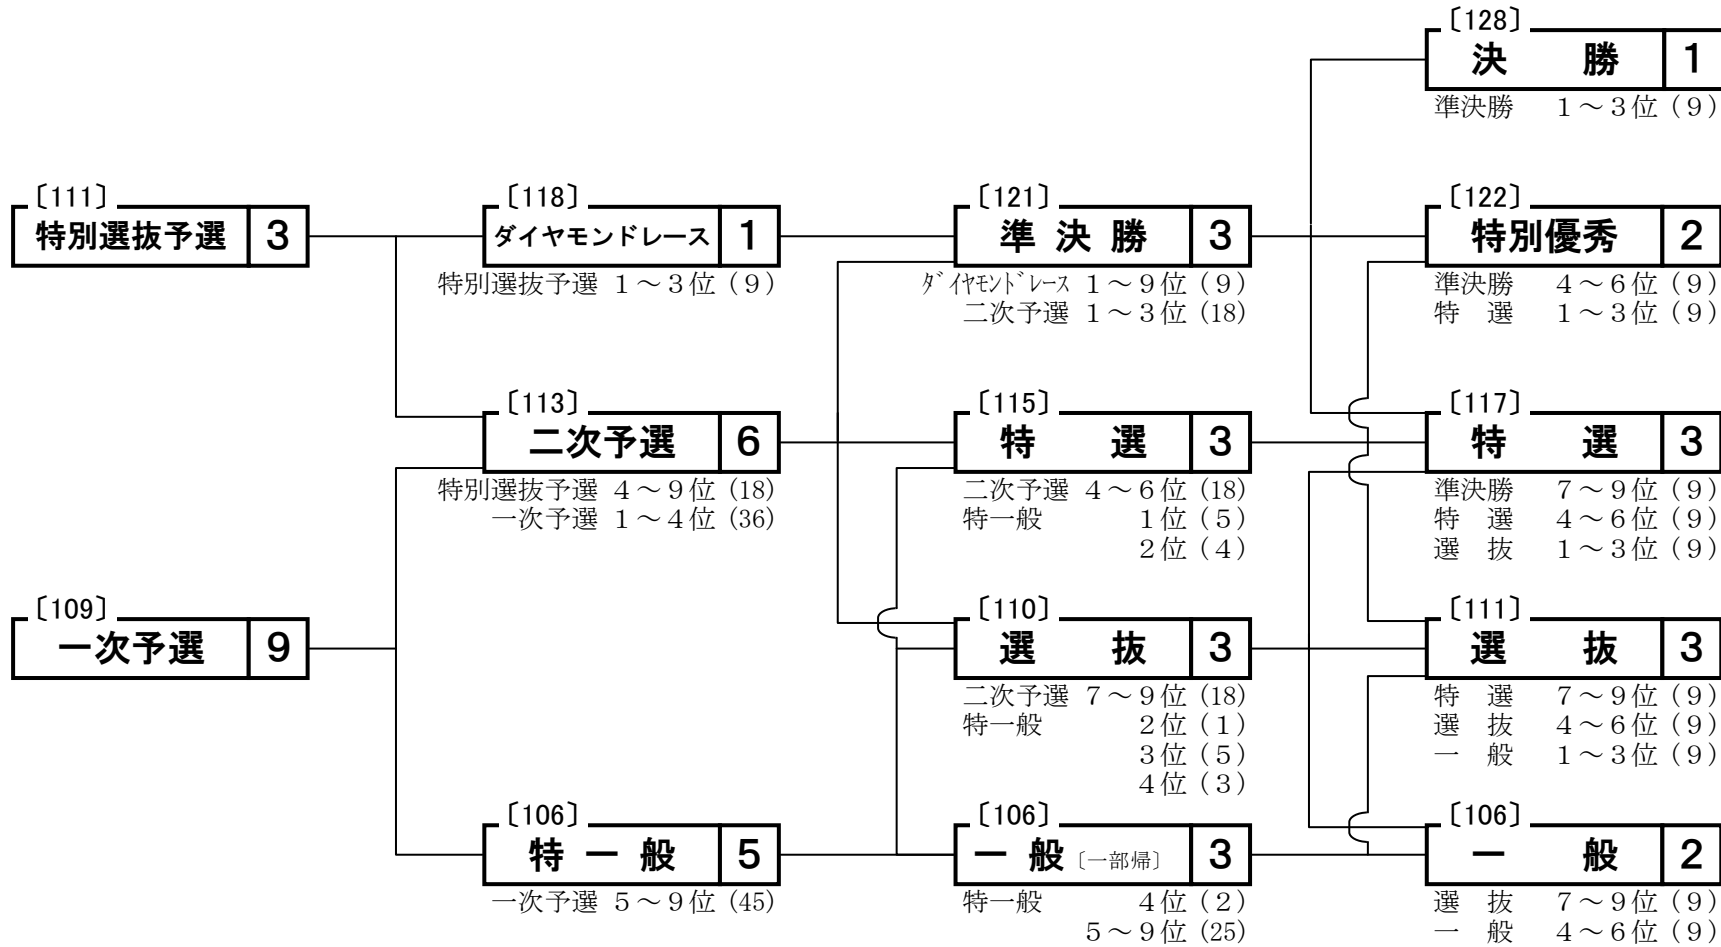 〔111〕
特別選抜予選 3
〔109〕
一次予選 9
〔118〕
ダイヤモンドレース 1
特別選抜予選 1～3位 (9)
〔113〕
二次予選 6
特別選抜予選 4～9位 (18)
一次予選 1～4位 (36)
〔106〕
特一般 5
一次予選 5～9位 (45)
〔121〕
準決勝 3
ﾀﾞｲﾔﾓﾝﾄﾞﾚｰｽ 1～9位 (9)
二次予選 1～3位 (18)
〔115〕
特選 3
二次予選 4～6位 (18)
特一般 1位 (5)
2位 (4)
〔110〕
選抜 3
二次予選 7～9位 (18)
特一般 2位 (1)
3位 (5)
4位 (3)
〔106〕
一般〔一部帰〕 3
特一般 4位 (2)
5～9位 (25)
〔128〕
決勝 1
準決勝 1～3位 (9)
〔122〕
特別優秀 2
準決勝 4～6位 (9)
特選 1～3位 (9)
〔117〕
特選 3
準決勝 7～9位 (9)
特選 4～6位 (9)
選抜 1～3位 (9)
〔111〕
選抜 3
特選 7～9位 (9)
選抜 4～6位 (9)
一般 1～3位 (9)
〔106〕
一般 2
選抜 7～9位 (9)
一般 4～6位 (9)